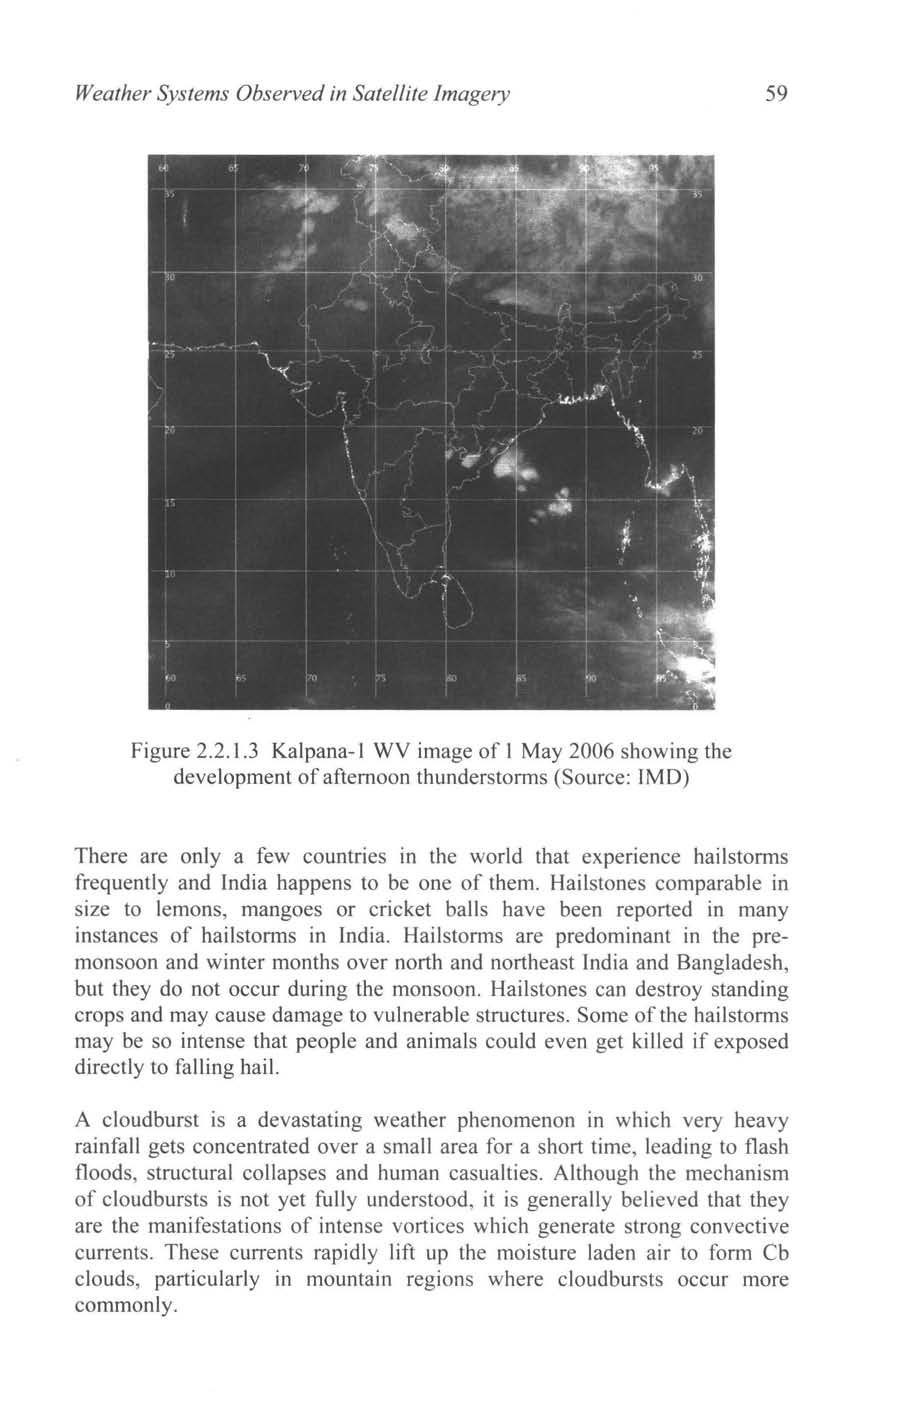 Weather Systems Observed in Satellite Imagery 59
60 65 70 75 80 85 90 95
35 35
30 30
25 25
20 20
15 15
10 10
5 5
60 65 70 75 80 85 90 95
0 0
Figure 2.2.1.3 Kalpana-1 WV image of 1 May 2006 showing the
development of afternoon thunderstorms (Source: IMD)
There are only a few countries in the world that experience hailstorms
frequently and India happens to be one of them. Hailstones comparable in
size to lemons, mangoes or cricket balls have been reported in many
instances of hailstorms in India. Hailstorms are predominant in the pre-
monsoon and winter months over north and northeast India and Bangladesh,
but they do not occur during the monsoon. Hailstones can destroy standing
crops and may cause damage to vulnerable structures. Some of the hailstorms
may be so intense that people and animals could even get killed if exposed
directly to falling hail.
A cloudburst is a devastating weather phenomenon in which very heavy
rainfall gets concentrated over a small area for a short time, leading to flash
floods, structural collapses and human casualties. Although the mechanism
of cloudbursts is not yet fully understood, it is generally believed that they
are the manifestations of intense vortices which generate strong convective
currents. These currents rapidly lift up the moisture laden air to form Cb
clouds, particularly in mountain regions where cloudbursts occur more
commonly.